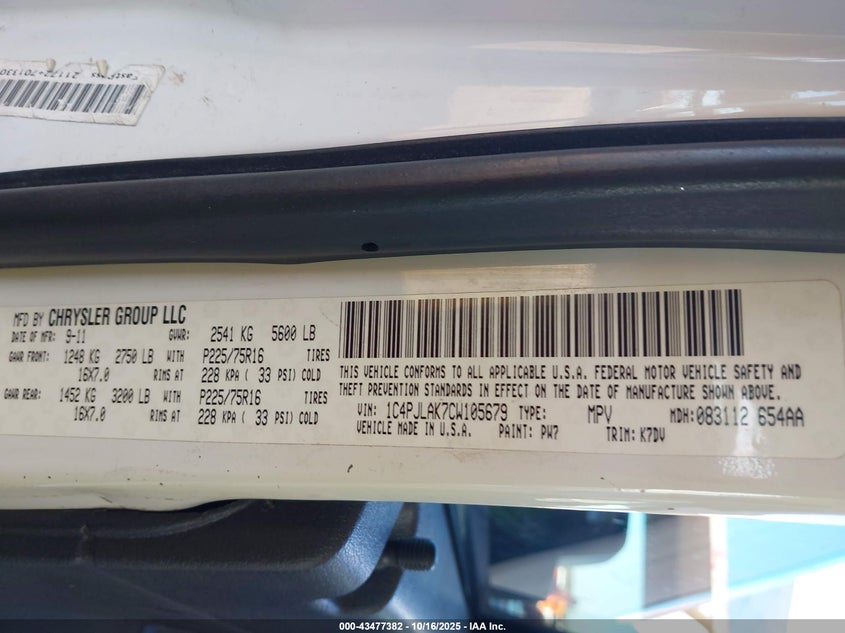 FastPass 21172470133
MFD BY CHRYSLER GROUP LLC
DATE OF MFR: 9-11 GVWR: 2541 KG 5600 LB
GAWR FRONT: 1248 KG 2750 LB WITH P225/75R16 TIRES
16X7.0 RIMS AT 228 KPA ( 33 PSI) COLD
GAWR REAR: 1452 KG 3200 LB WITH P225/75R16 TIRES
16X7.0 RIMS AT 228 KPA ( 33 PSI) COLD
THIS VEHICLE CONFORMS TO ALL APPLICABLE U.S.A. FEDERAL MOTOR VEHICLE SAFETY AND
THEFT PREVENTION STANDARDS IN EFFECT ON THE DATE OF MANUFACTURE SHOWN ABOVE.
VIN: 1C4PJLAK7CW105679 TYPE: MPV MDH: 083112 654AA
VEHICLE MADE IN U.S.A. PAINT: PW7 TRIM: K7DV
000-43477382 | 10/16/2025 | IAA Inc.